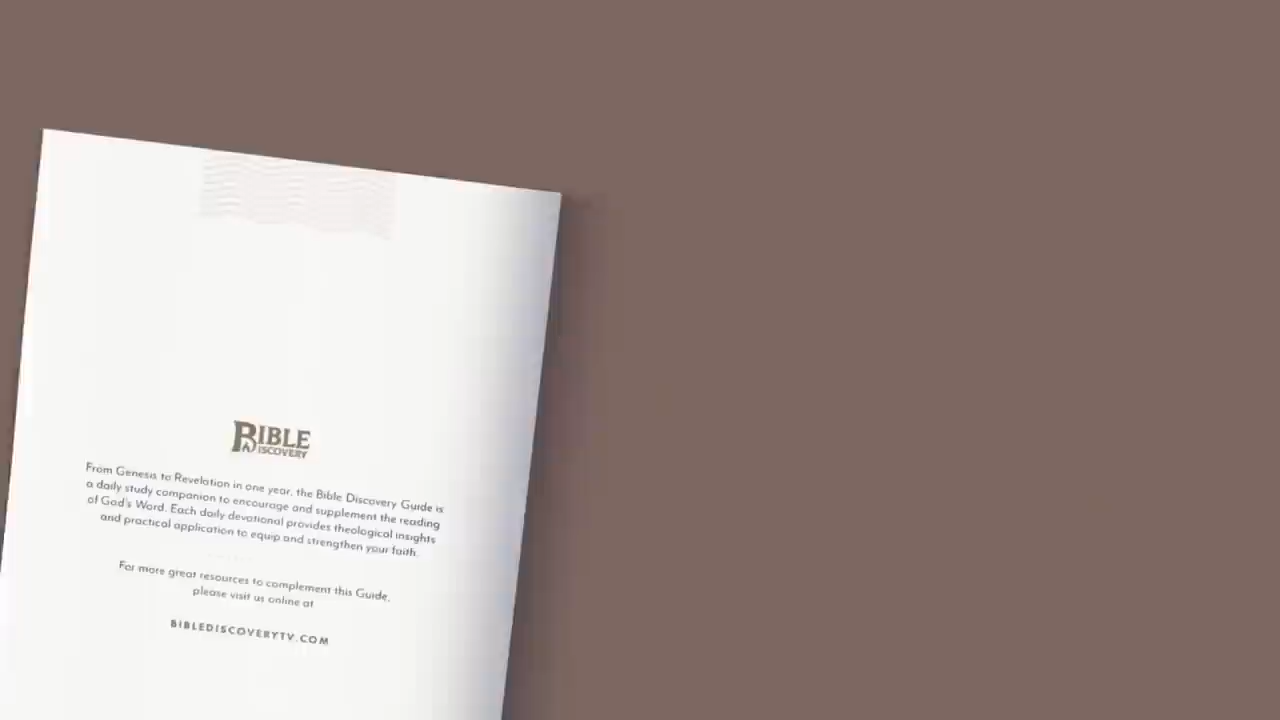 BIBLE
DISCOVERY
From Genesis to Revelation in one year, the Bible Discovery Guide is
a daily study companion to encourage and supplement the reading
of God's Word. Each daily devotional provides theological insights
and practical application to equip and strengthen your faith.
For more great resources to complement this Guide,
please visit us online at
BIBLEDISCOVERYTV.COM